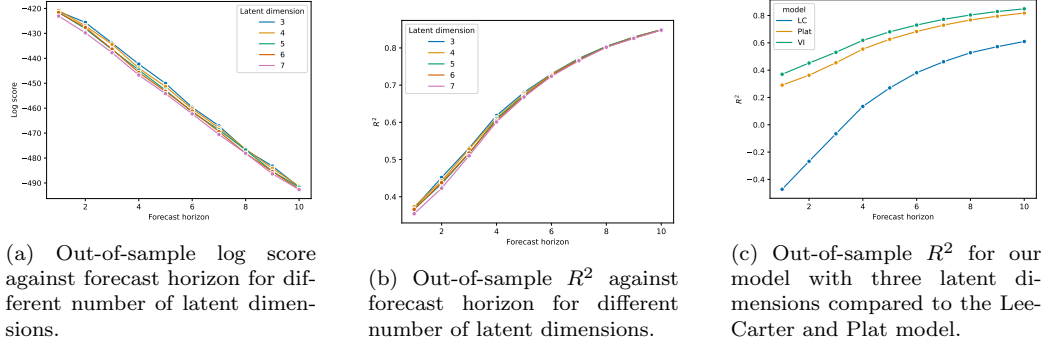 Latent dimension
3
4
5
6
7
−420
−430
−440
−450
−460
−470
−480
−490
Log score
2
4
6
8
10
Forecast horizon
Latent dimension
3
4
5
6
7
0.8
0.7
0.6
0.5
0.4
R²
2
4
6
8
10
Forecast horizon
model
LC
Plat
VI
0.8
0.6
0.4
0.2
0.0
−0.2
−0.4
R²
2
4
6
8
10
Forecast horizon
(a) Out-of-sample log score
against forecast horizon for dif-
ferent number of latent dimen-
sions.
(b) Out-of-sample R² against
forecast horizon for different
number of latent dimensions.
(c) Out-of-sample R² for our
model with three latent di-
mensions compared to the Lee-
Carter and Plat model.